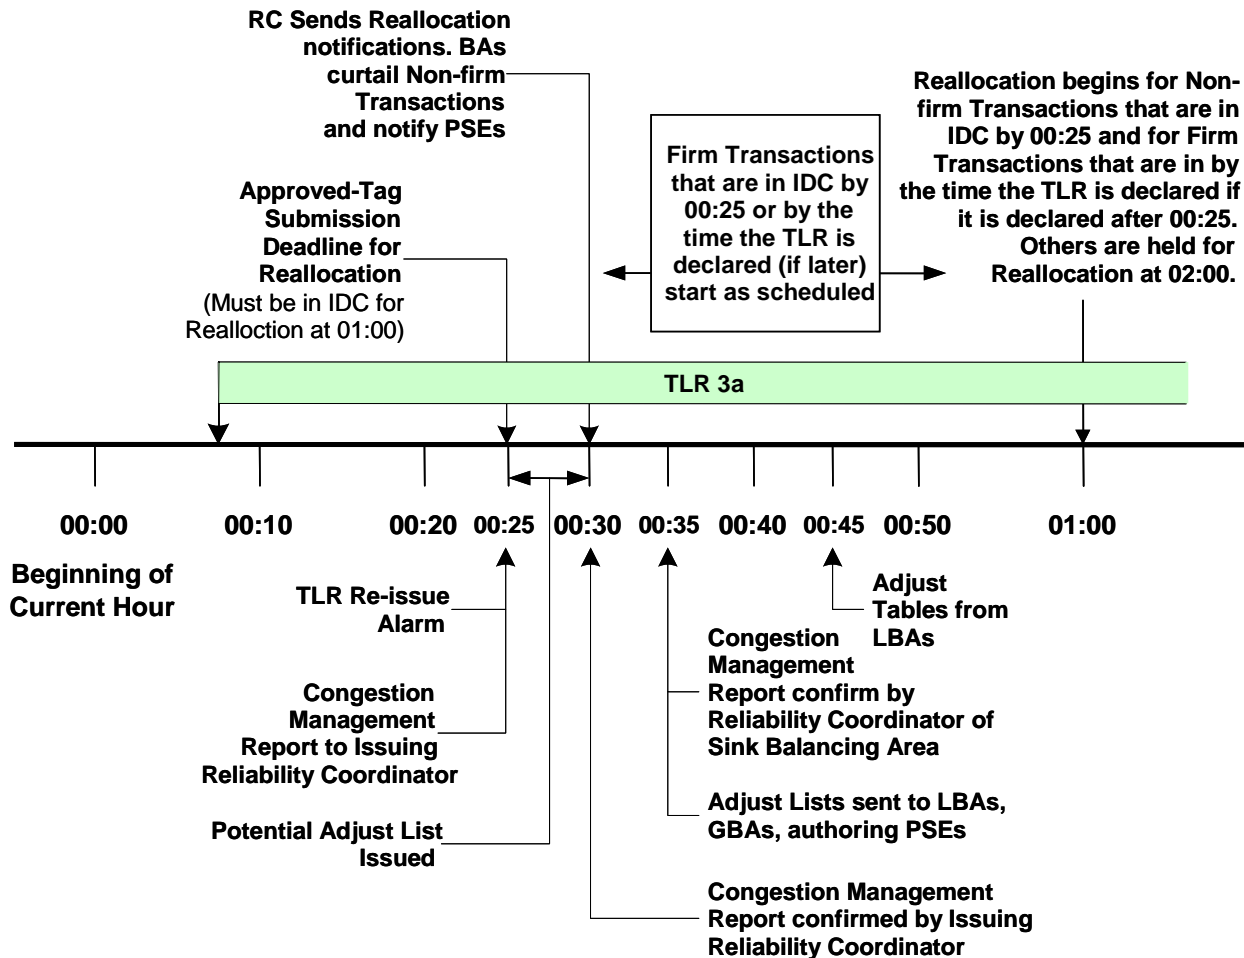 RC Sends Reallocation
notifications. BAs
curtail Non-firm
Transactions
and notify PSEs
Approved-Tag
Submission
Deadline for
Reallocation
(Must be in IDC for
Realloction at 01:00)
Firm Transactions
that are in IDC by
00:25 or by the
time the TLR is
declared (if later)
start as scheduled
Reallocation begins for Non-
firm Transactions that are in
IDC by 00:25 and for Firm
Transactions that are in by
the time the TLR is declared if
it is declared after 00:25.
Others are held for
Reallocation at 02:00.
TLR 3a
00:00
00:10
00:20
00:25
00:30
00:35
00:40
00:45
00:50
01:00
Beginning of
Current Hour
TLR Re-issue
Alarm
Congestion
Management
Report to Issuing
Reliability Coordinator
Potential Adjust List
Issued
Adjust
Tables from
LBAs
Congestion
Management
Report confirm by
Reliability Coordinator of
Sink Balancing Area
Adjust Lists sent to LBAs,
GBAs, authoring PSEs
Congestion Management
Report confirmed by Issuing
Reliability Coordinator